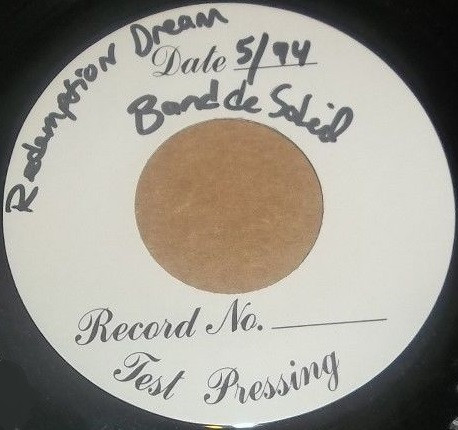 Redemption Dream
Date 5/94
Band de Soleil
Record No.
Test Pressing